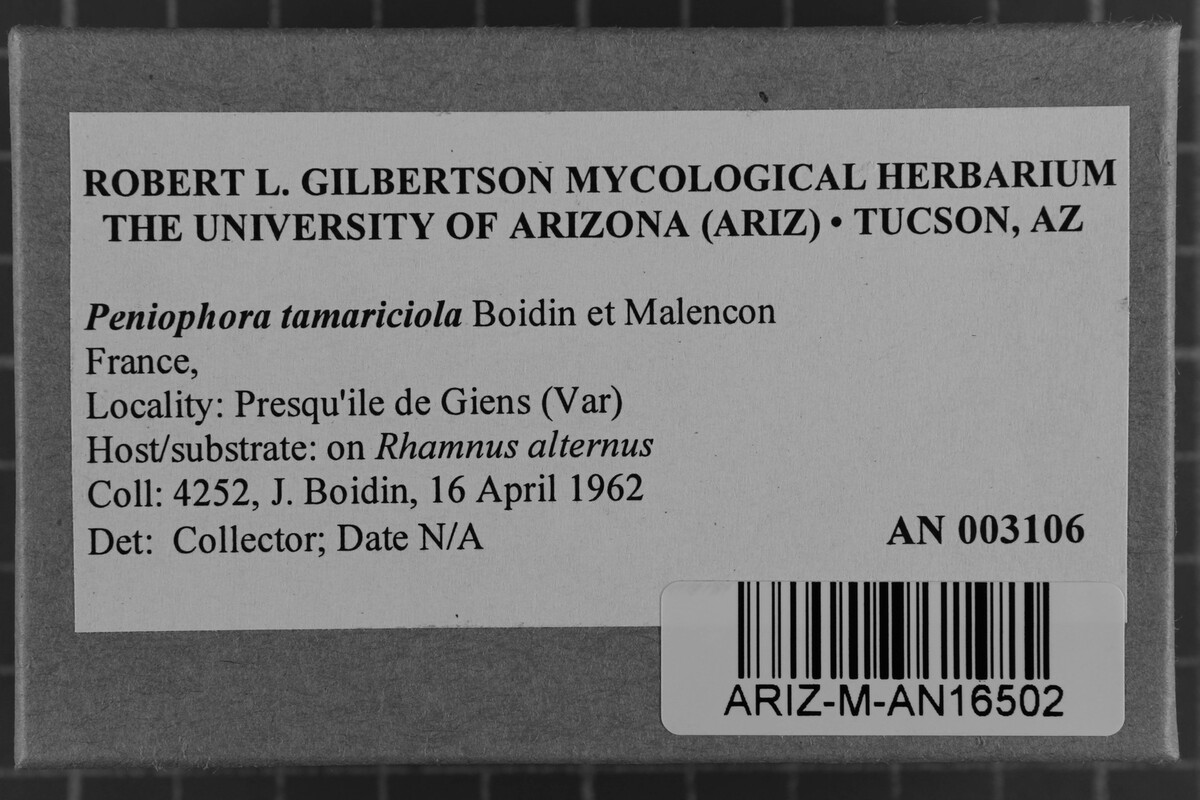 ROBERT L. GILBERTSON MYCOLOGICAL HERBARIUM
THE UNIVERSITY OF ARIZONA (ARIZ) • TUCSON, AZ
Peniophora tamariciola Boidin et Malencon
France,
Locality: Presqu'ile de Giens (Var)
Host/substrate: on Rhamnus alternus
Coll: 4252, J. Boidin, 16 April 1962
Det: Collector; Date N/A
AN 003106
ARIZ-M-AN16502